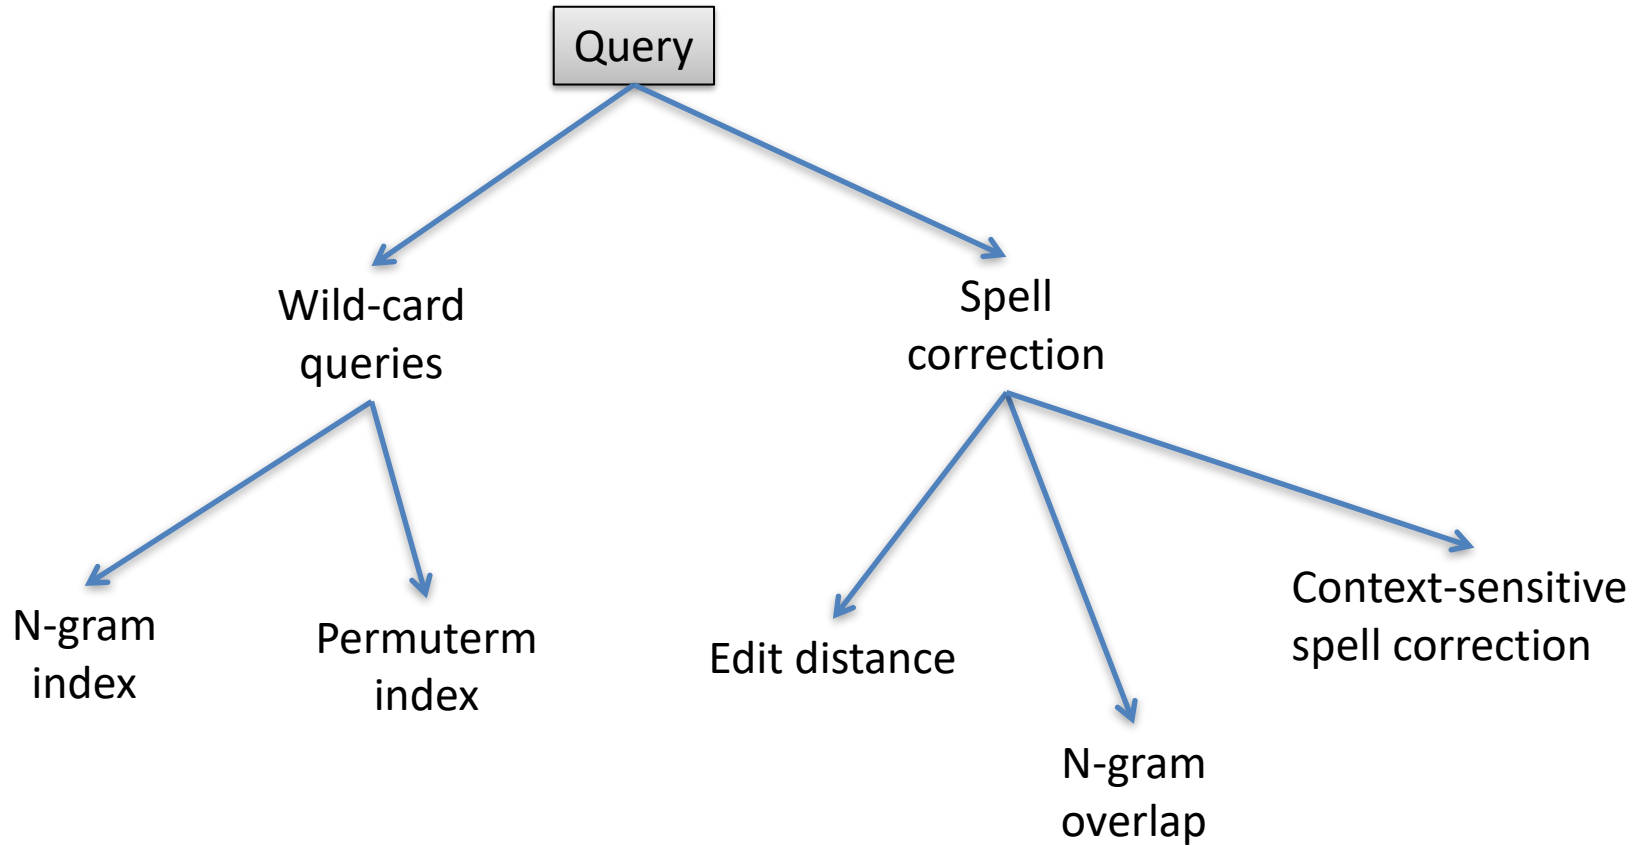 Query
Wild-card
queries
Spell
correction
N-gram
index
Permuterm
index
Edit distance
N-gram
overlap
Context-sensitive
spell correction